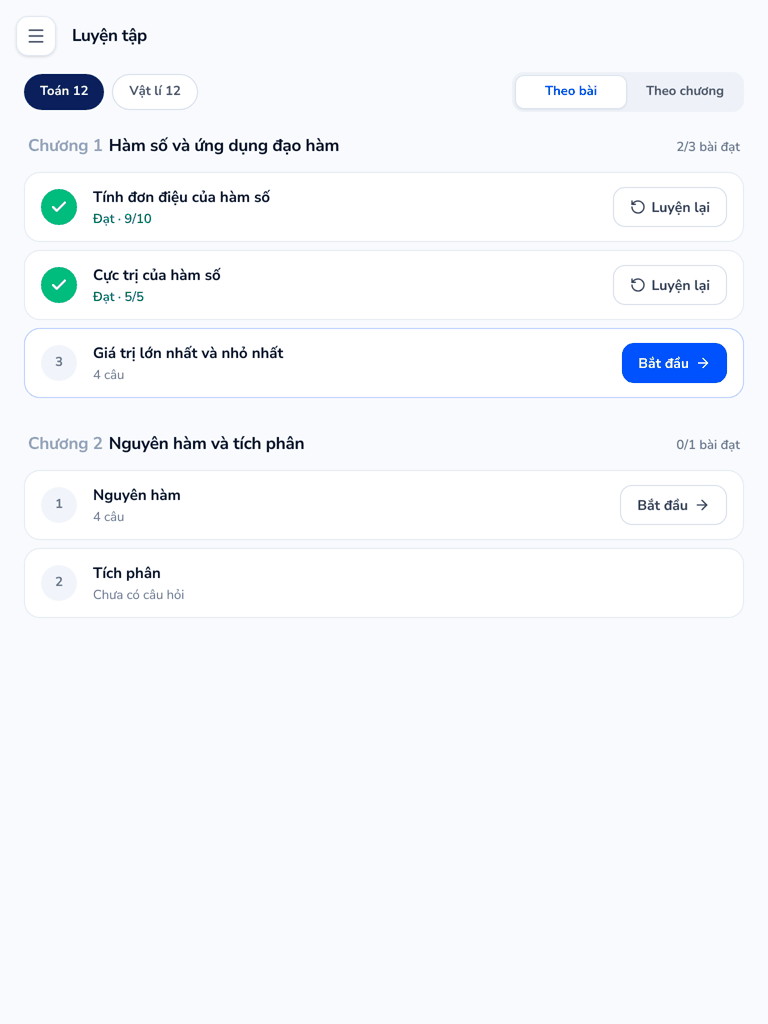 Luyện tập
Toán 12
Vật lí 12
Theo bài
Theo chương
Chương 1 Hàm số và ứng dụng đạo hàm
2/3 bài đạt
Tính đơn điệu của hàm số
Đạt · 9/10
Luyện lại
Cực trị của hàm số
Đạt · 5/5
Luyện lại
3
Giá trị lớn nhất và nhỏ nhất
4 câu
Bắt đầu →
Chương 2 Nguyên hàm và tích phân
0/1 bài đạt
1
Nguyên hàm
4 câu
Bắt đầu →
2
Tích phân
Chưa có câu hỏi